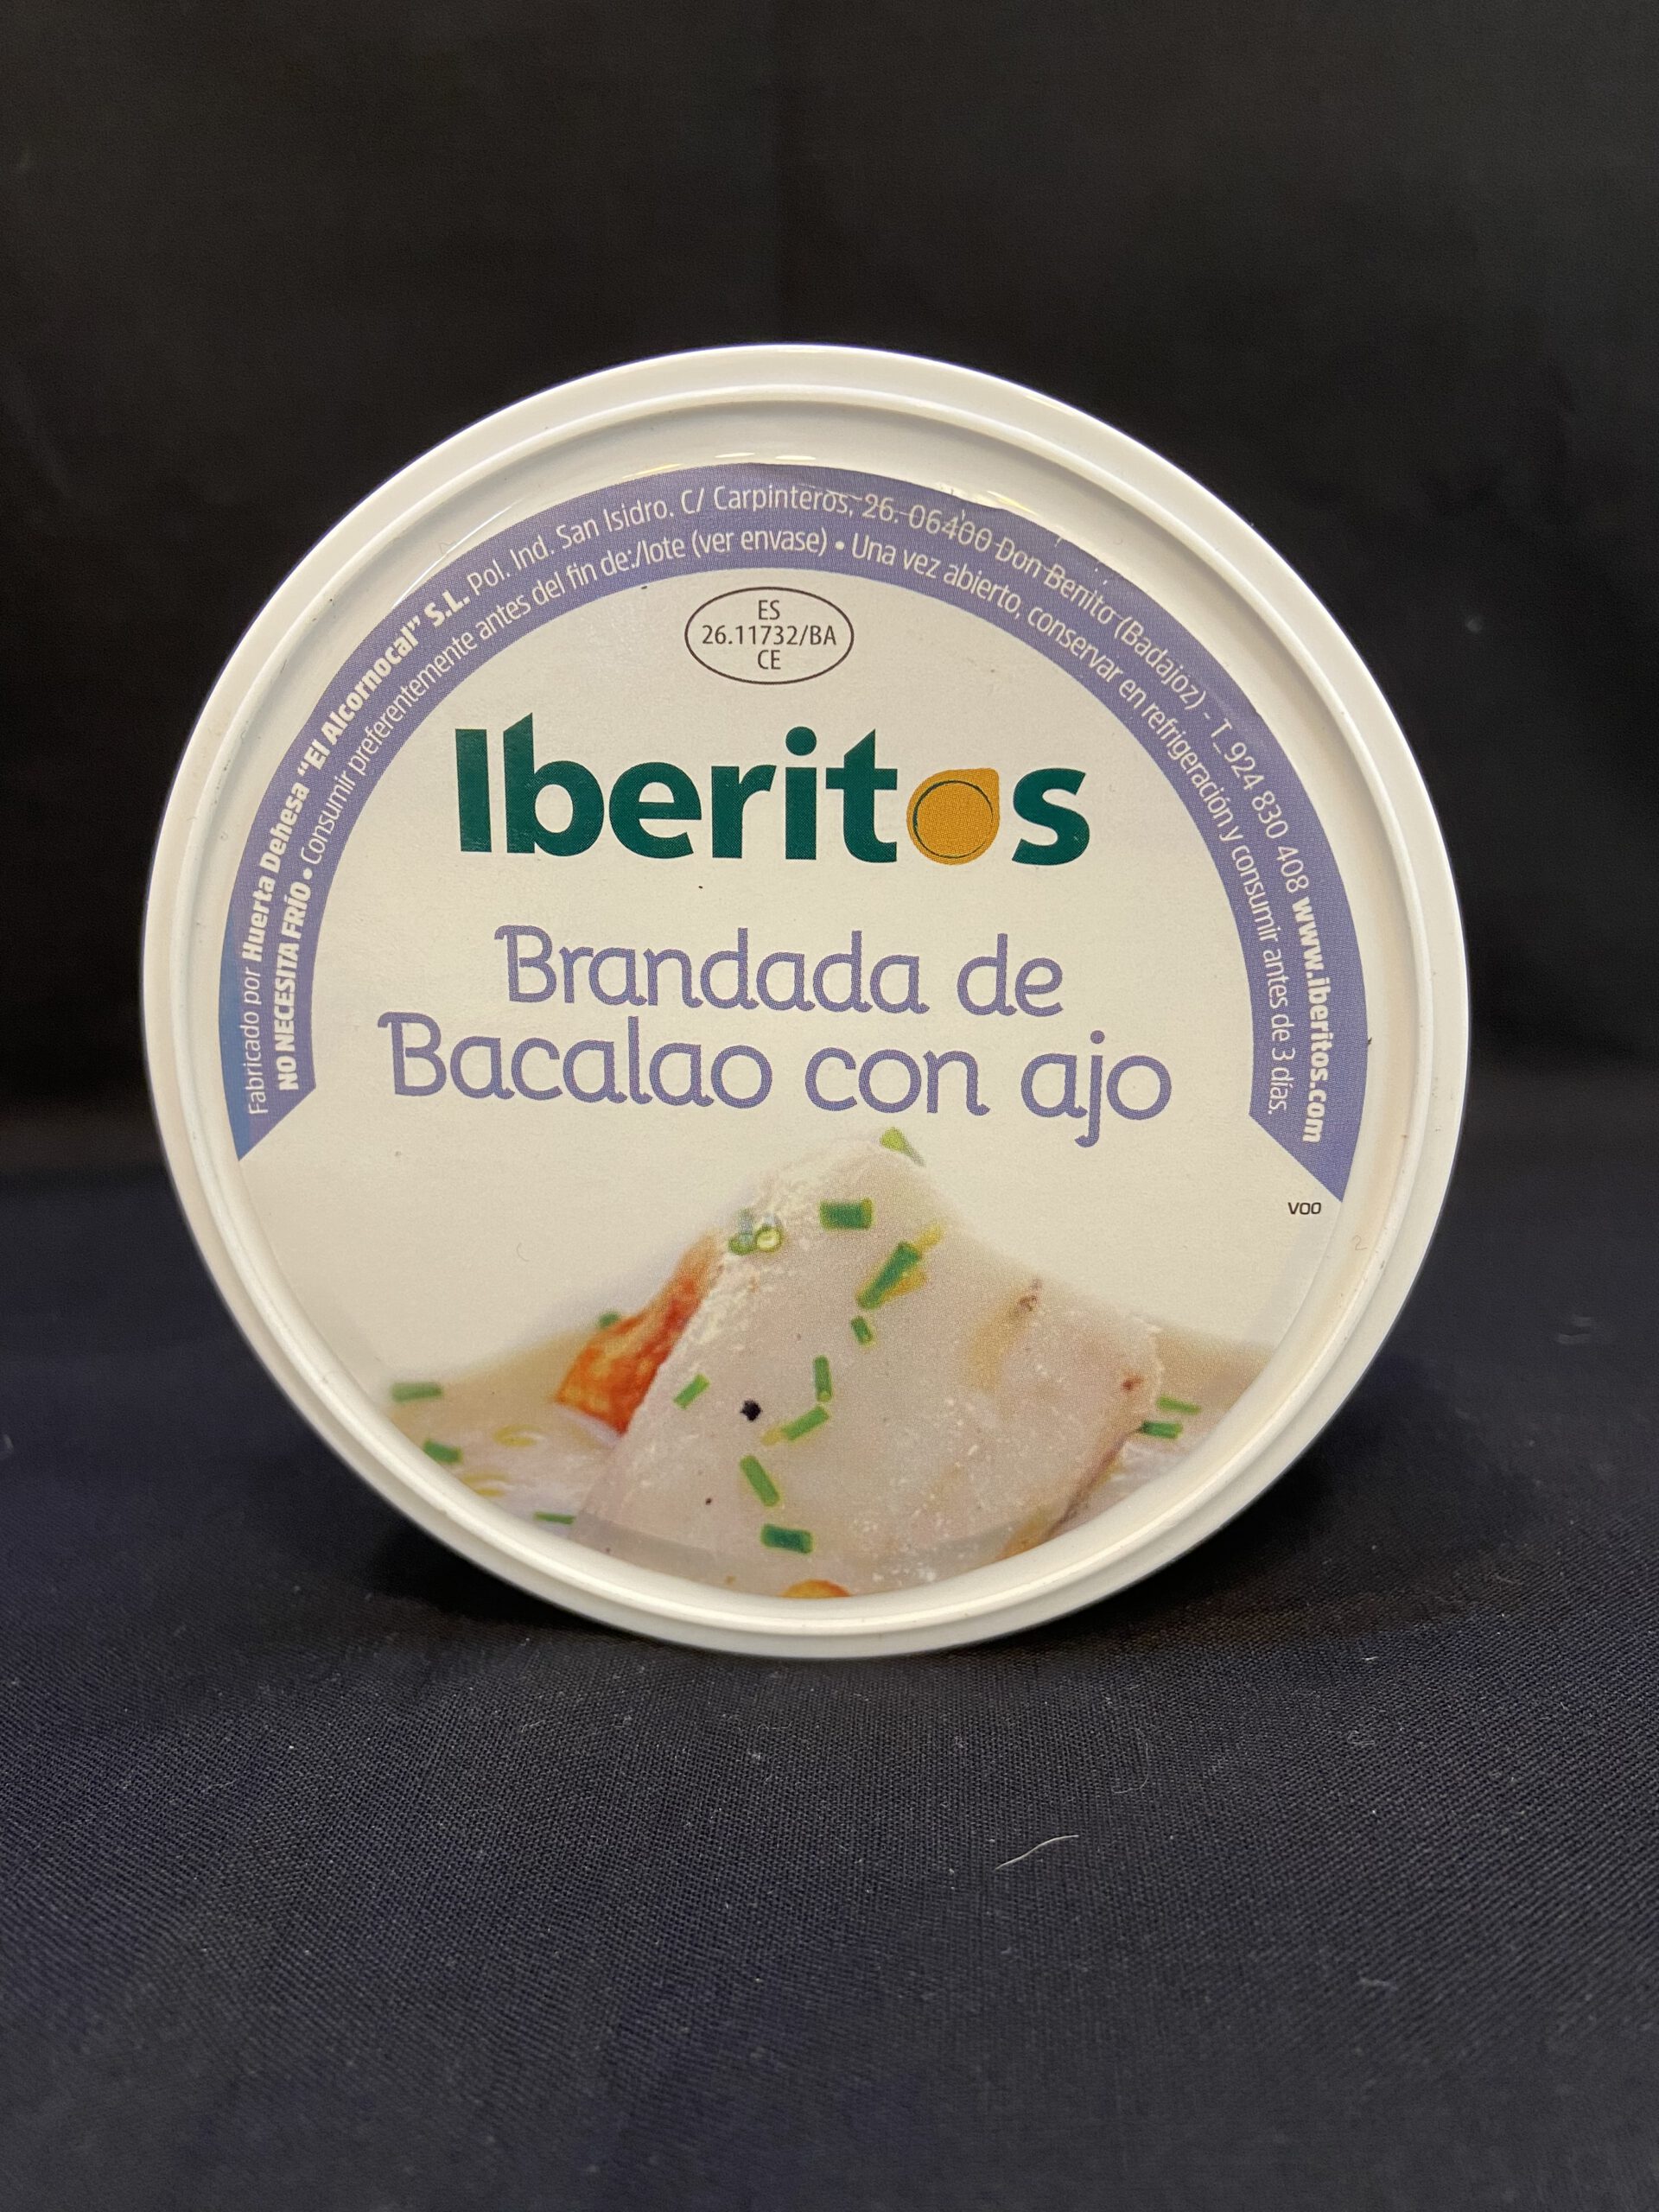 Fabricado por Huerta Dehesa "El Alcornocal" S.L. Pol. Ind. San Isidro. C/ Carpinteros, 26. 06400 Don Benito (Badajoz) - T_924 830 408 www.iberitos.com
NO NECESITA FRÍO • Consumir preferentemente antes del fin de:/lote (ver envase) • Una vez abierto, conservar en refrigeración y consumir antes de 3 días.
ES
26.11732/BA
CE
Iberitos
Brandada de
Bacalao con ajo
V00